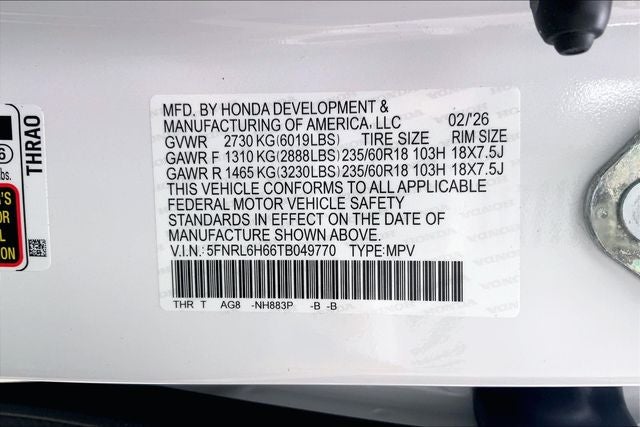 MFD. BY HONDA DEVELOPMENT &
MANUFACTURING OF AMERICA, LLC 02/'26
GVWR 2730 KG(6019LBS) TIRE SIZE RIM SIZE
GAWR F 1310 KG(2888LBS) 235/60R18 103H 18X7.5J
GAWR R 1465 KG(3230LBS) 235/60R18 103H 18X7.5J
THIS VEHICLE CONFORMS TO ALL APPLICABLE
FEDERAL MOTOR VEHICLE SAFETY
STANDARDS IN EFFECT ON THE DATE OF
MANUFACTURE SHOWN ABOVE.
V.I.N.: 5FNRL6H66TB049770 TYPE: MPV
THR T AG8 -NH883P -B -B
THRAO